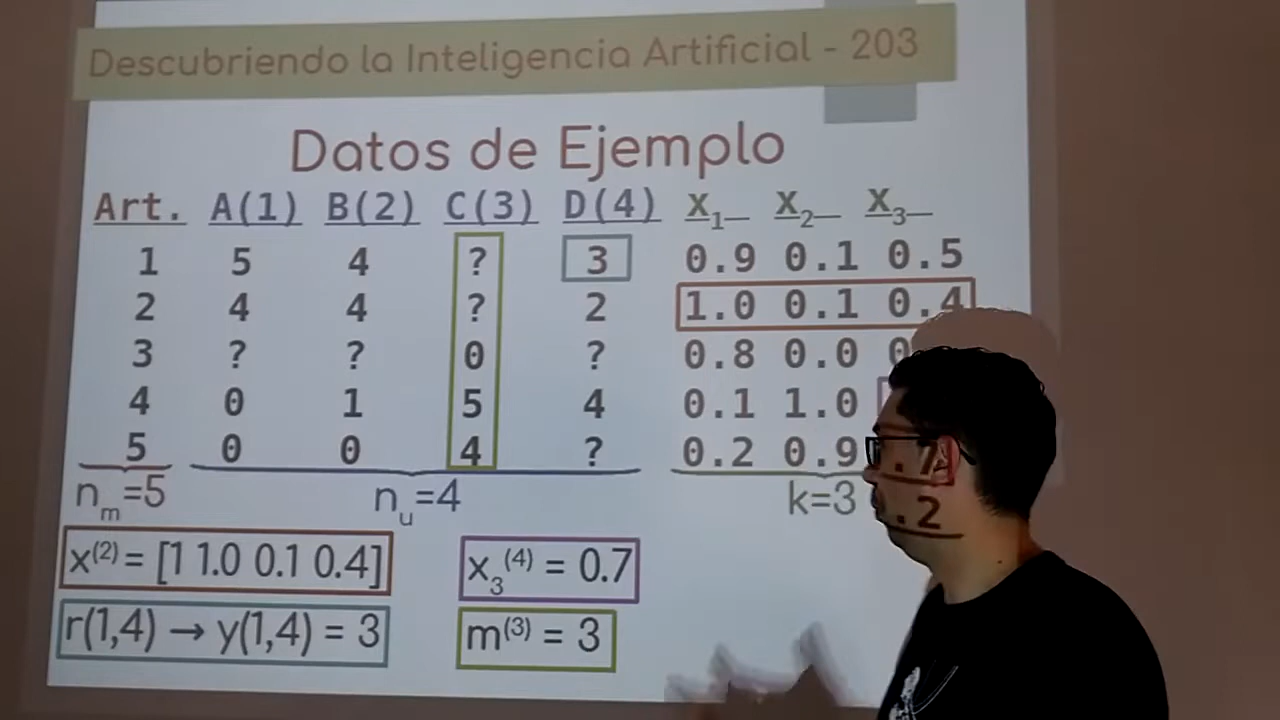 Descubriendo la Inteligencia Artificial - 203
Datos de Ejemplo
Art. A(1) B(2) C(3) D(4) X₁ X₂ X₃
1 5 4 ? 3 0.9 0.1 0.5
2 4 4 ? 2 1.0 0.1 0.4
3 ? ? 0 ? 0.8 0.0
4 0 1 5 4 0.1 1.0 .7
5 0 0 4 ? 0.2 0.9 .2
nₘ=5 nᵤ=4 k=3
x⁽²⁾ = [1 1.0 0.1 0.4] x₃⁽⁴⁾ = 0.7
r(1,4) → y(1,4) = 3 m⁽³⁾ = 3